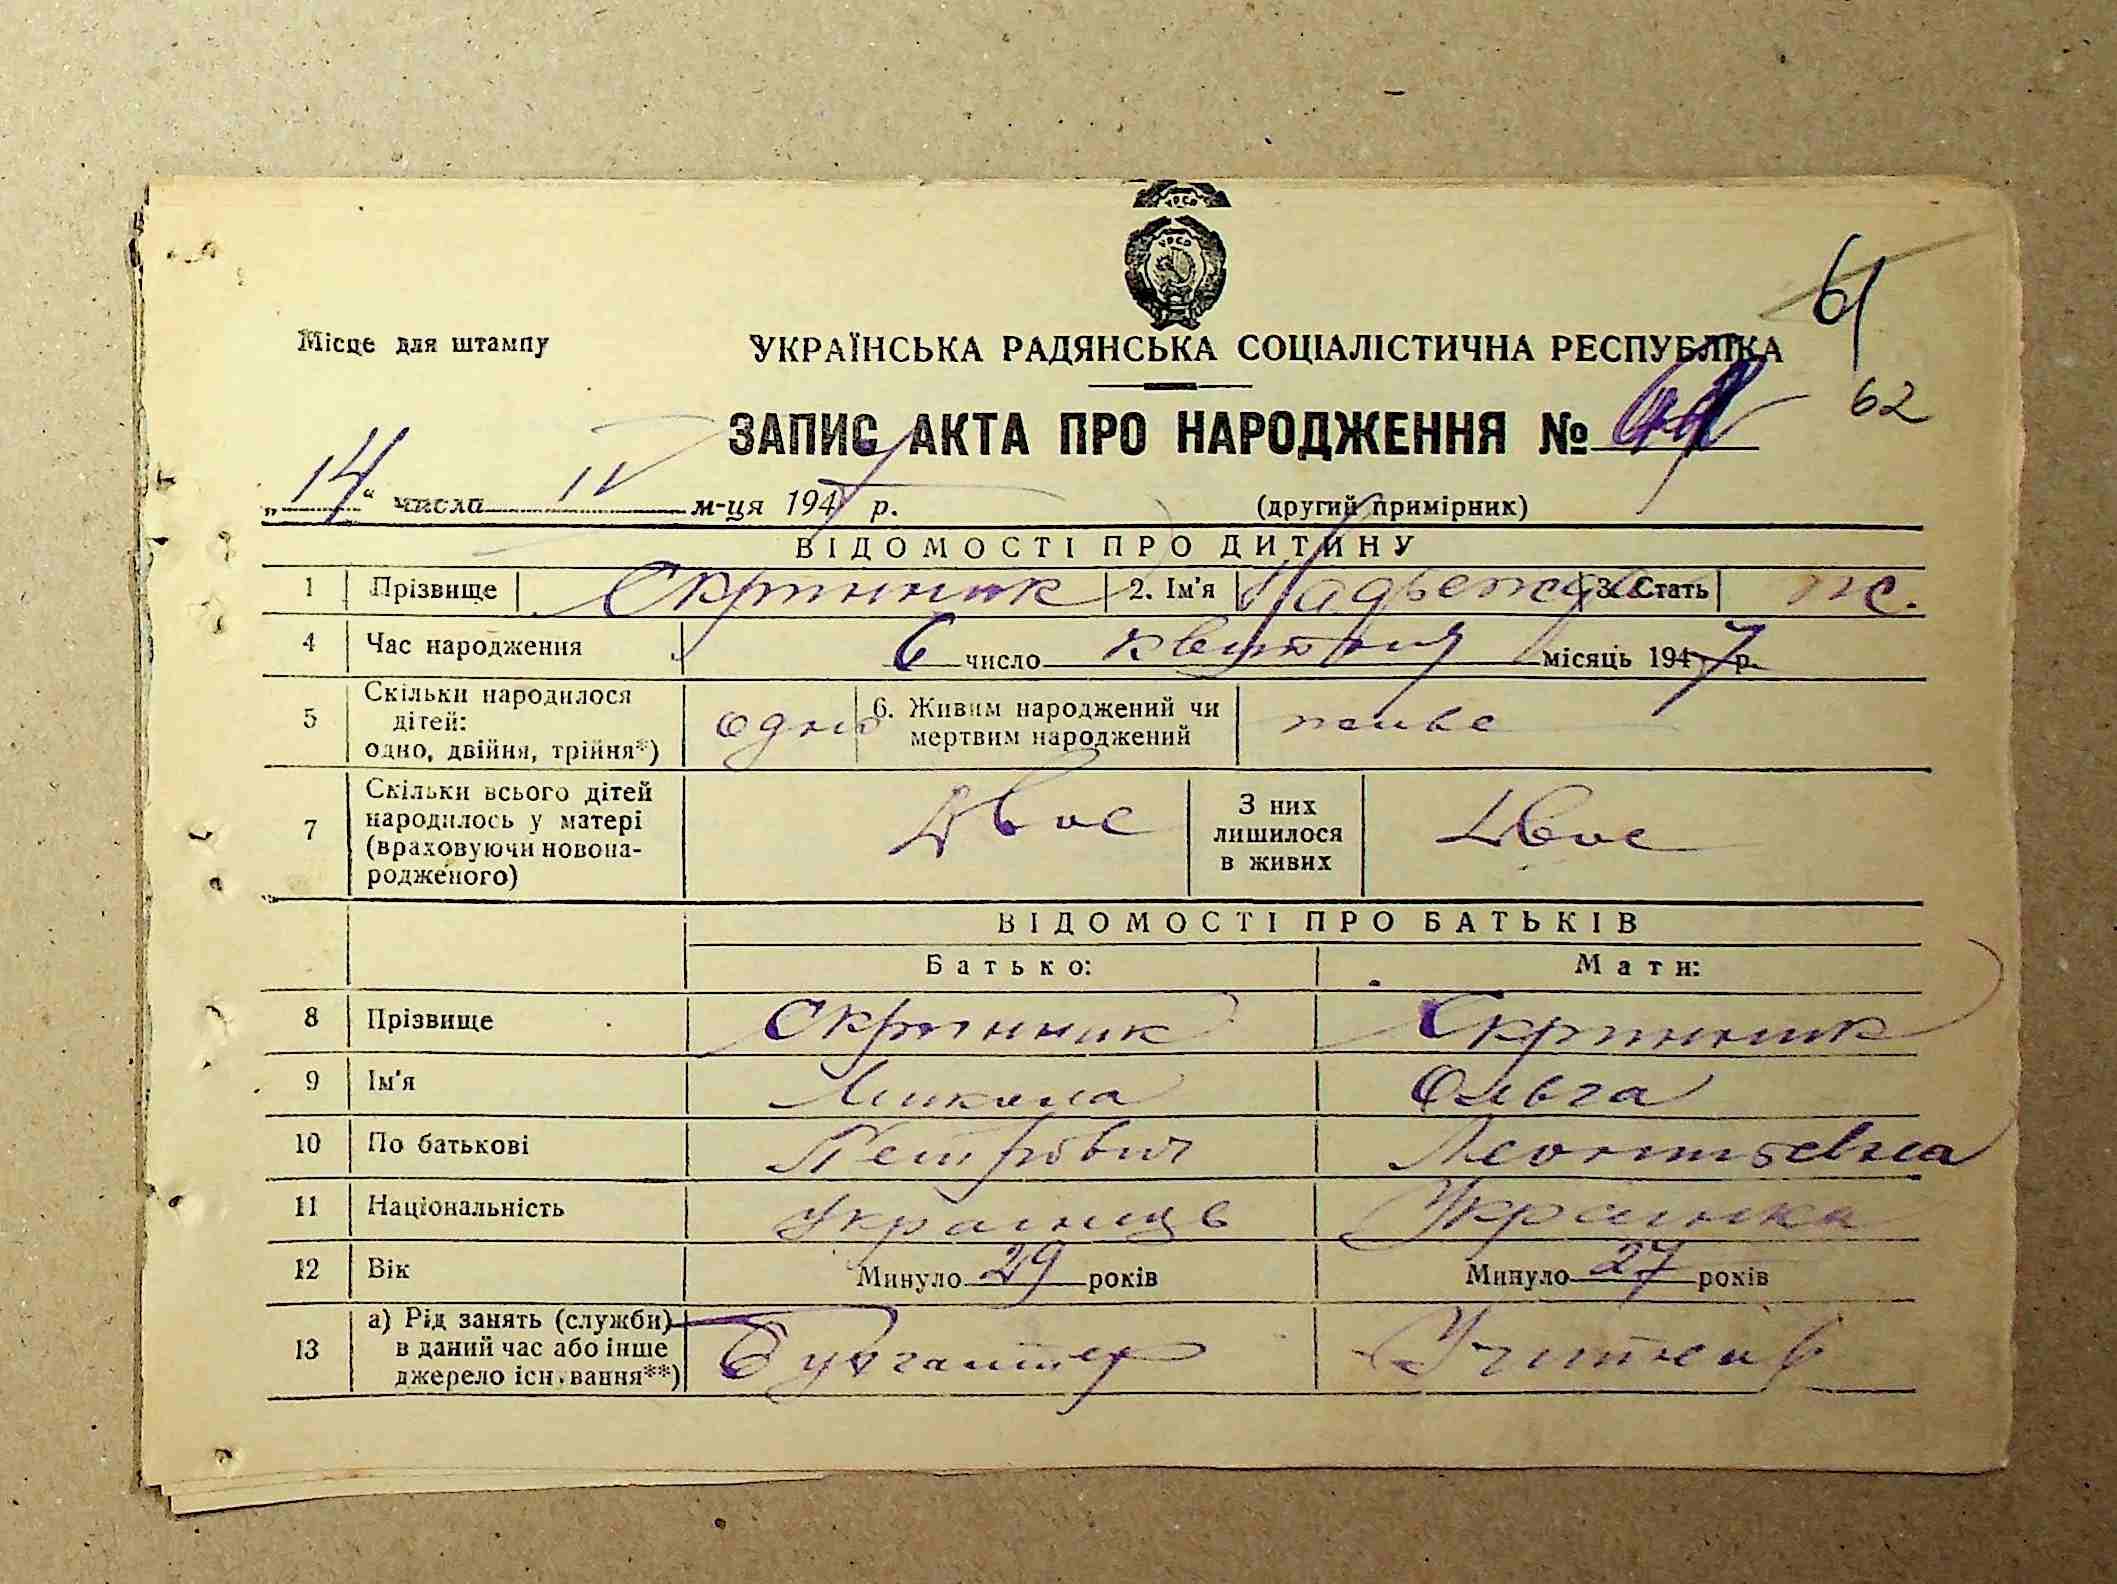 УРСР
61
Місце для штампу
УКРАЇНСЬКА РАДЯНСЬКА СОЦІАЛІСТИЧНА РЕСПУБЛІКА
62
ЗАПИС АКТА ПРО НАРОДЖЕННЯ №
„14“ числа IV м-ця 1947 р. (другий примірник)
ВІДОМОСТІ ПРО ДИТИНУ
1 Прізвище Скрипник 2. Ім'я Надежда 3. Стать ж.
4 Час народження 6 число квітня місяць 1947 р.
5 Скільки народилося дітей: одно, двійня, трійня*) одно 6. Живим народжений чи мертвим народжений живе
7 Скільки всього дітей народилось у матері (враховуючи новонародженого) Двоє З них лишилося в живих Двоє
ВІДОМОСТІ ПРО БАТЬКІВ
Батько: Мати:
8 Прізвище Скрипник Скрипник
9 Ім'я Микола Ольга
10 По батькові Петрович Леонтьевна
11 Національність Украинць Украинка
12 Вік Минуло 29 років Минуло 27 років
13 а) Рід занять (служби) в даний час або інше джерело існування**) Бухгалтер